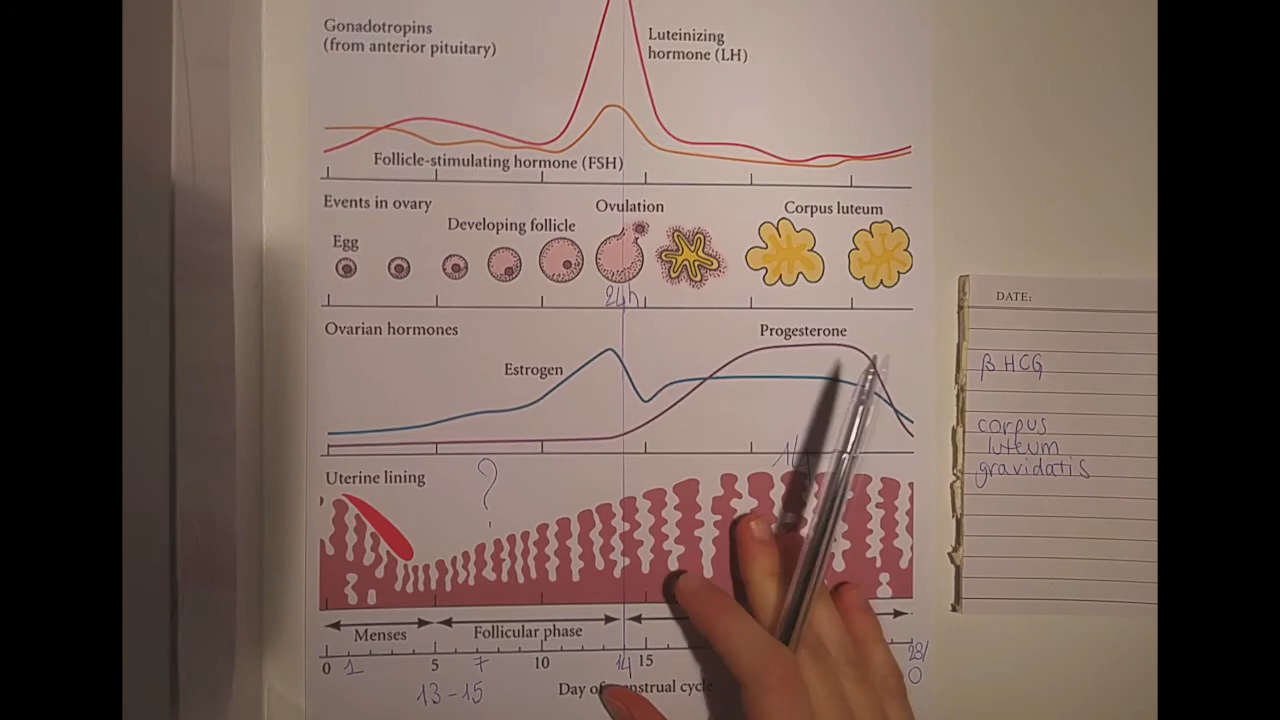 Gonadotropins
(from anterior pituitary)
Luteinizing
hormone (LH)
Follicle-stimulating hormone (FSH)
Events in ovary
Ovulation
Corpus luteum
Developing follicle
Egg
24h
Ovarian hormones
Progesterone
Estrogen
Uterine lining
?
Menses
Follicular phase
0 1 5 7 10 14 15 28/
0
13-15
Day of menstrual cycle
DATE:
β HCG
corpus
luteum
gravidatis